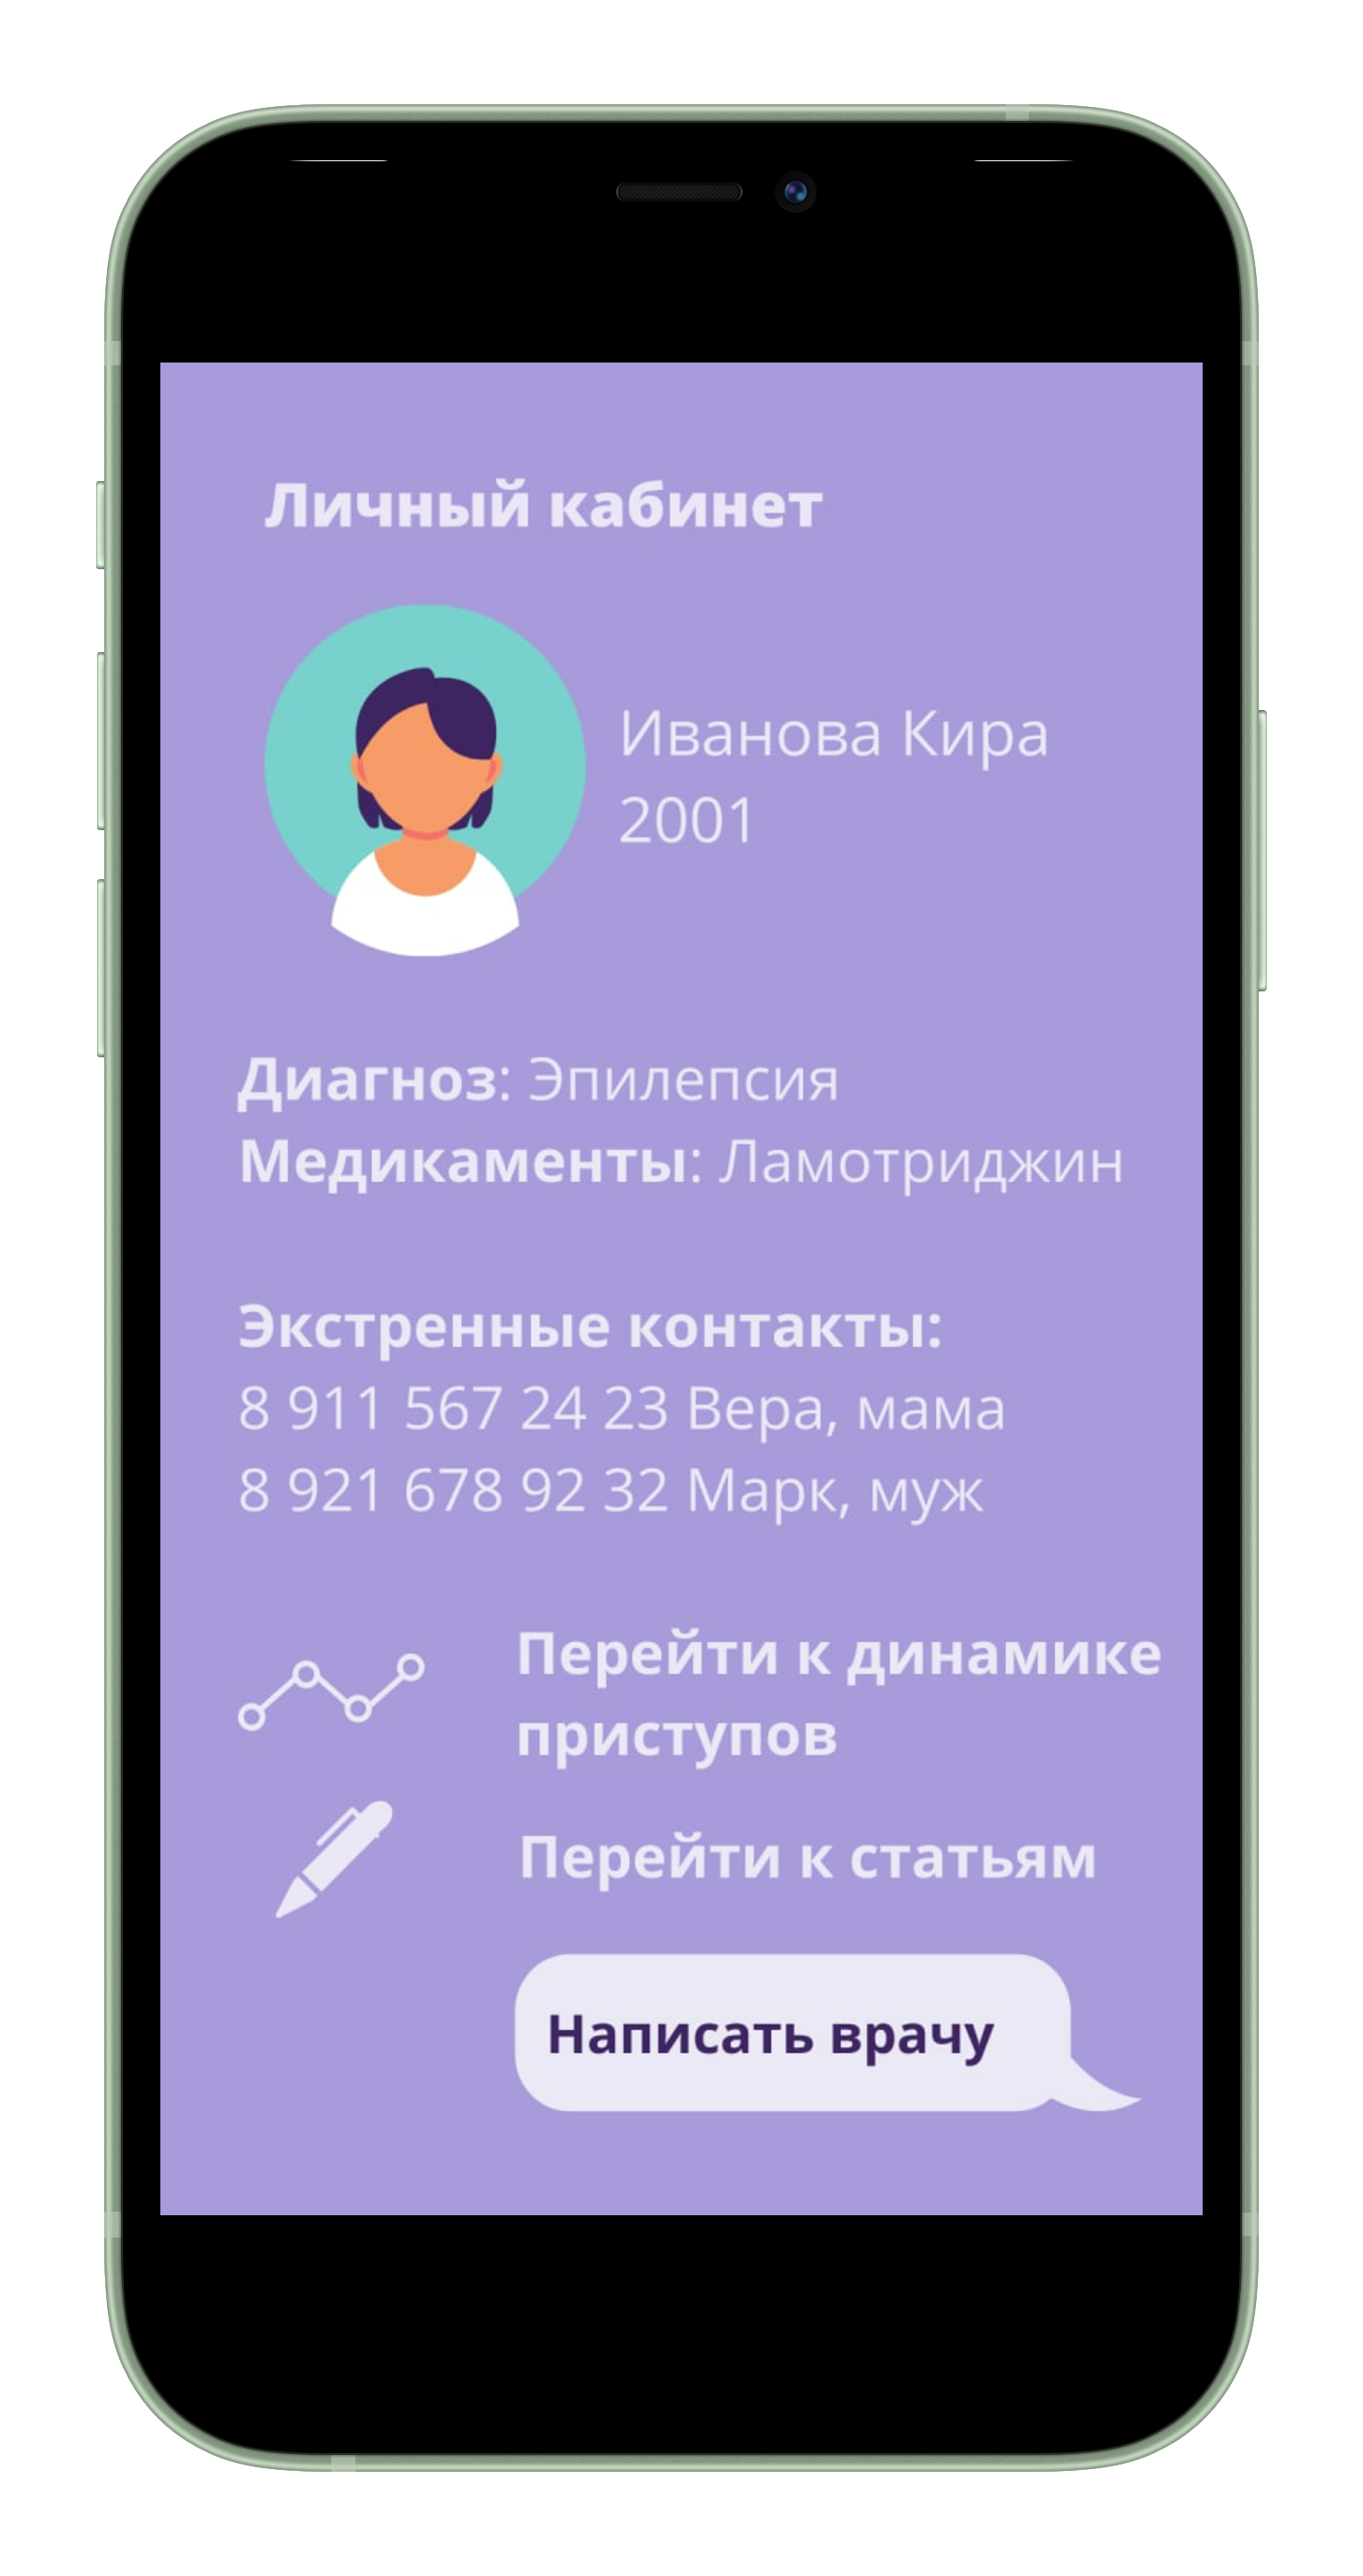 Личный кабинет
Иванова Кира
2001
Диагноз: Эпилепсия
Медикаменты: Ламотриджин
Экстренные контакты:
8 911 567 24 23 Вера, мама
8 921 678 92 32 Марк, муж
Перейти к динамике
приступов
Перейти к статьям
Написать врачу